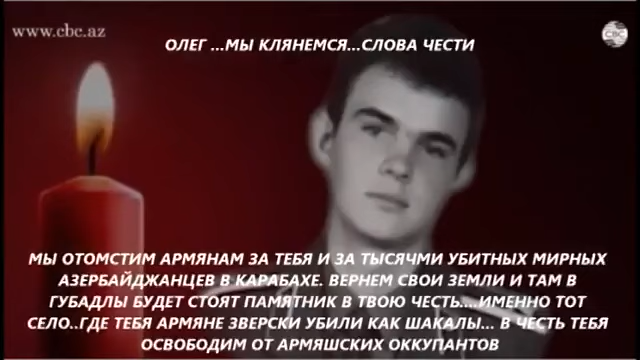 www.cbc.az
CBC
ОЛЕГ ...МЫ КЛЯНЕМСЯ...СЛОВА ЧЕСТИ
МЫ ОТОМСТИМ АРМЯНАМ ЗА ТЕБЯ И ЗА ТЫСЯЧМИ УБИТНЫХ МИРНЫХ
АЗЕРБАЙДЖАНЦЕВ В КАРАБАХЕ. ВЕРНЕМ СВОИ ЗЕМЛИ И ТАМ В
ГУБАДЛЫ БУДЕТ СТОЯТ ПАМЯТНИК В ТВОЮ ЧЕСТЬ....ИМЕННО ТОТ
СЕЛО..ГДЕ ТЕБЯ АРМЯНЕ ЗВЕРСКИ УБИЛИ КАК ШАКАЛЫ... В ЧЕСТЬ ТЕБЯ
ОСВОБОДИМ ОТ АРМЯШСКИХ ОККУПАНТОВ